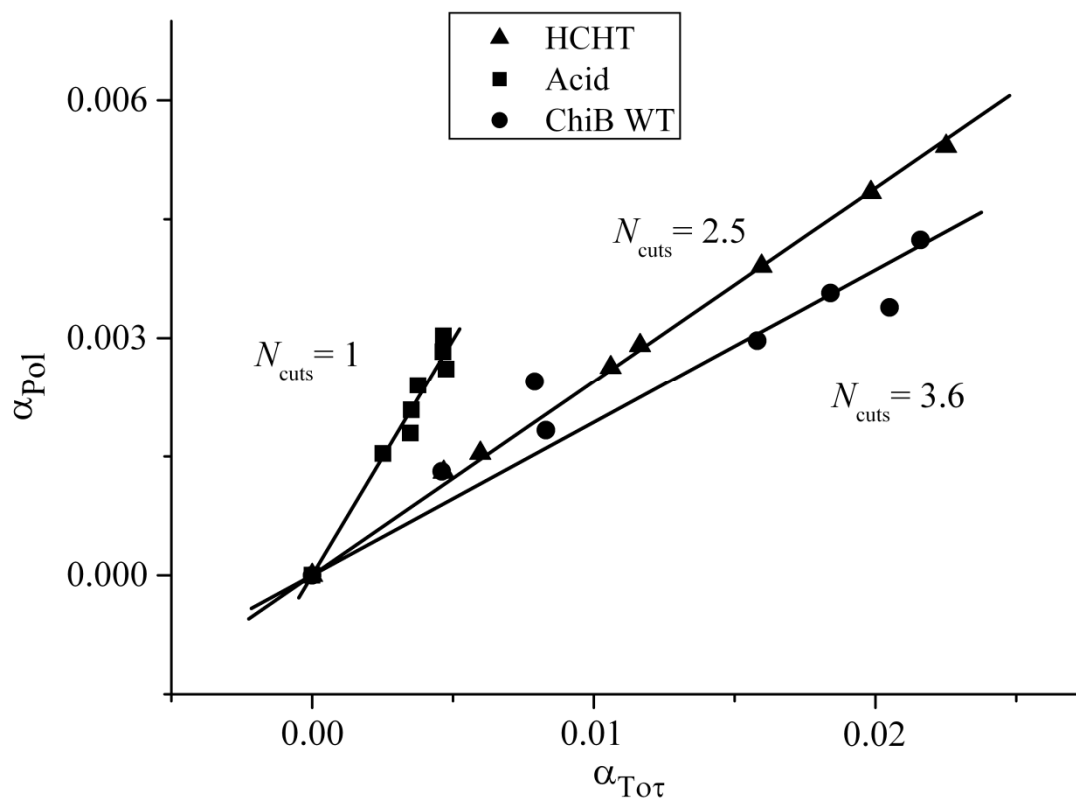 HCHT
Acid
ChiB WT
0.006
0.003
0.000
α_Pol
N_cuts = 1
N_cuts = 2.5
N_cuts = 3.6
0.00
0.01
0.02
α_Toτ